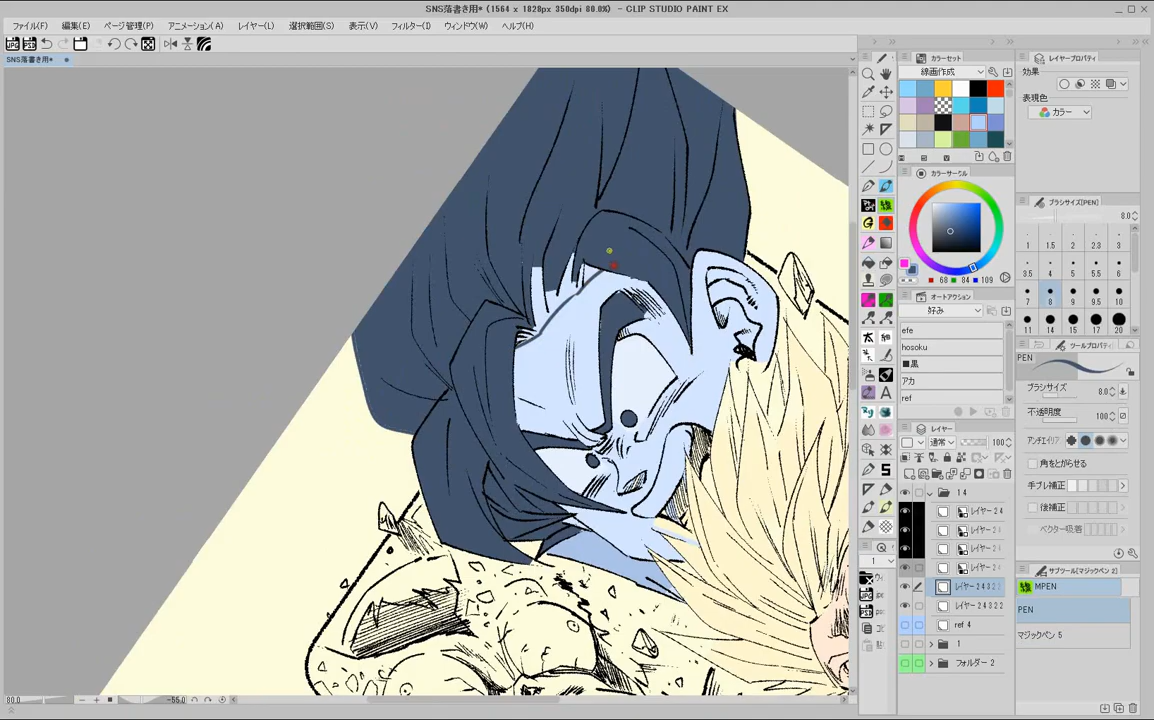 SNS落書き用* (1564 x 1828px 350dpi 80.0%)  - CLIP STUDIO PAINT EX
ファイル(F) 編集(E) ページ管理(P) アニメーション(A) レイヤー(L) 選択範囲(S) 表示(V) フィルター(I) ウィンドウ(W) ヘルプ(H)
SNS落書き用*
カラーセット
線画作成
カラーサークル
68 84 109
オートアクション
好み
efe
hosoku
■黒
アカ
ref
レイヤー
通常 100
14
レイヤー24
レイヤー24322
ref 4
1
フォルダー 2
レイヤープロパティ
効果
表現色
カラー
ブラシサイズ(PEN)
8.0
1 1.5 2 2.3 3
3.5 4 5 6 6
7 8 9 9.5 10
11 14 15 17 20
ツールプロパティ
PEN
ブラシサイズ 8.0
不透明度 100
アンチエイリア
角をとがらせる
手ブレ補正
後補正
ベクター吸着
サブツール(マジックペン 2)
MPEN
PEN
マジックペン 5
80.0 -55.0